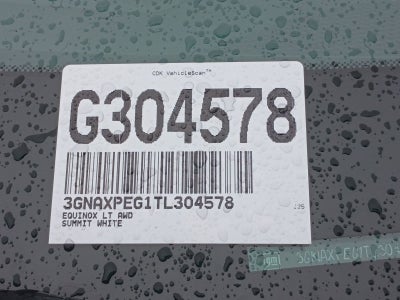 CDK VehicleScan™
G304578
3GNAXPEG1TL304578
EQUINOX LT AWD
SUMMIT WHITE